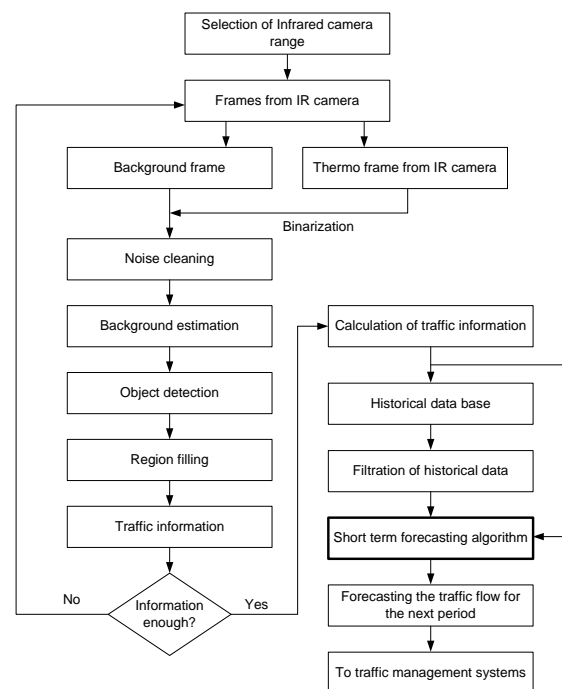 Selection of Infrared camera
range
Frames from IR camera
Background frame
Thermo frame from IR camera
Binarization
Noise cleaning
Background estimation
Object detection
Region filling
Traffic information
Information
enough?
No
Yes
Calculation of traffic information
Historical data base
Filtration of historical data
Short term forecasting algorithm
Forecasting the traffic flow for
the next period
To traffic management systems